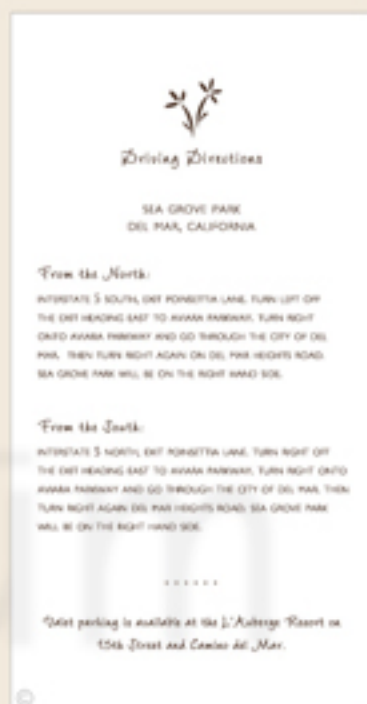 Driving Directions
SEA GROVE PARK
DEL MAR, CALIFORNIA
From the North:
INTERSTATE 5 SOUTH, EXIT POINSETTIA LANE. TURN LEFT OFF
THE EXIT HEADING EAST TO AVIARA PARKWAY. TURN RIGHT
ONTO AVIARA PARKWAY AND GO THROUGH THE CITY OF DEL
MAR. THEN TURN RIGHT AGAIN ON DEL MAR HEIGHTS ROAD.
SEA GROVE PARK WILL BE ON THE RIGHT HAND SIDE.
From the South:
INTERSTATE 5 NORTH, EXIT POINSETTIA LANE. TURN RIGHT OFF
THE EXIT HEADING EAST TO AVIARA PARKWAY. TURN RIGHT ONTO
AVIARA PARKWAY AND GO THROUGH THE CITY OF DEL MAR. THEN
TURN RIGHT AGAIN DEL MAR HEIGHTS ROAD. SEA GROVE PARK
WILL BE ON THE RIGHT HAND SIDE.
Valet parking is available at the L'Auberge Resort on
15th Street and Camino del Mar.